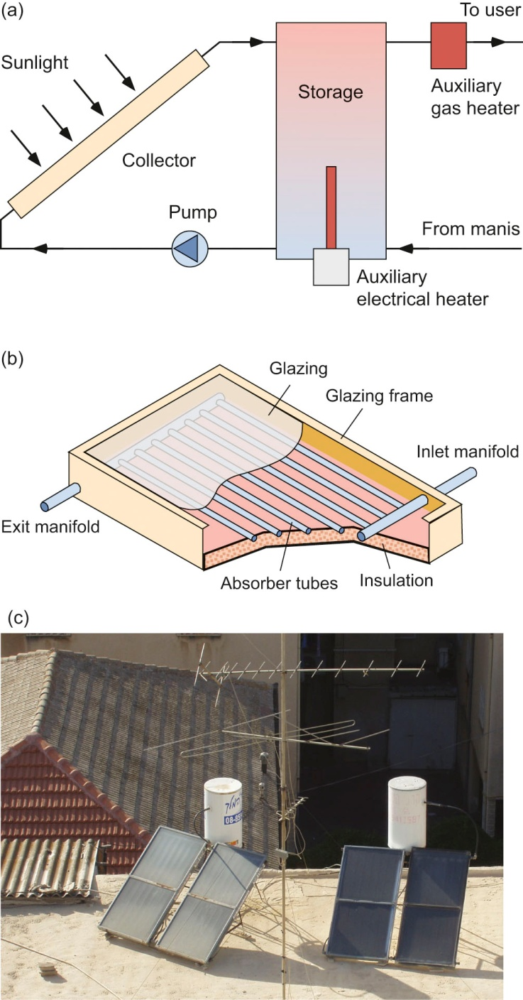 (a)
To user
Sunlight
Storage
Auxiliary
gas heater
Collector
Pump
From manis
Auxiliary
electrical heater
(b)
Glazing
Glazing frame
Inlet manifold
Exit manifold
Absorber tubes
Insulation
(c)